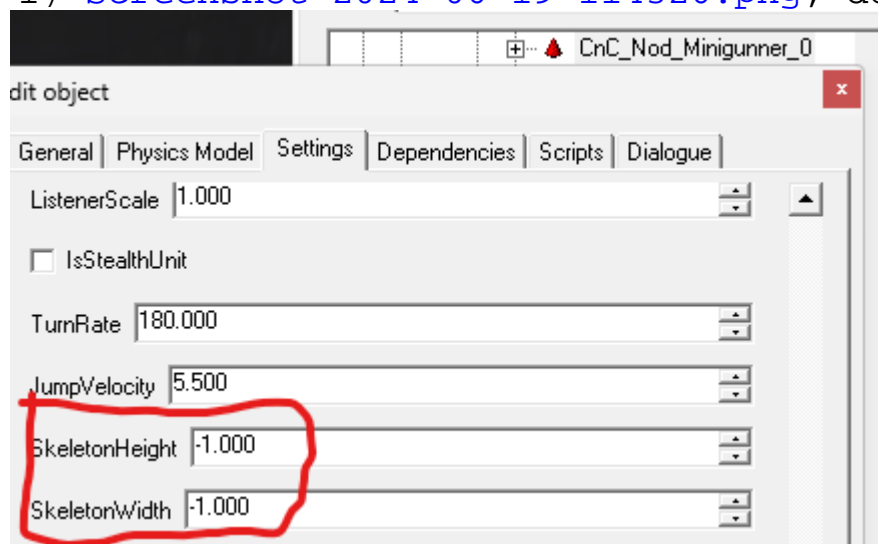 CnC_Nod_Minigunner_0
dit object
x
General Physics Model Settings Dependencies Scripts Dialogue
ListenerScale 1.000
IsStealthUnit
TurnRate 180.000
JumpVelocity 5.500
SkeletonHeight -1.000
SkeletonWidth -1.000